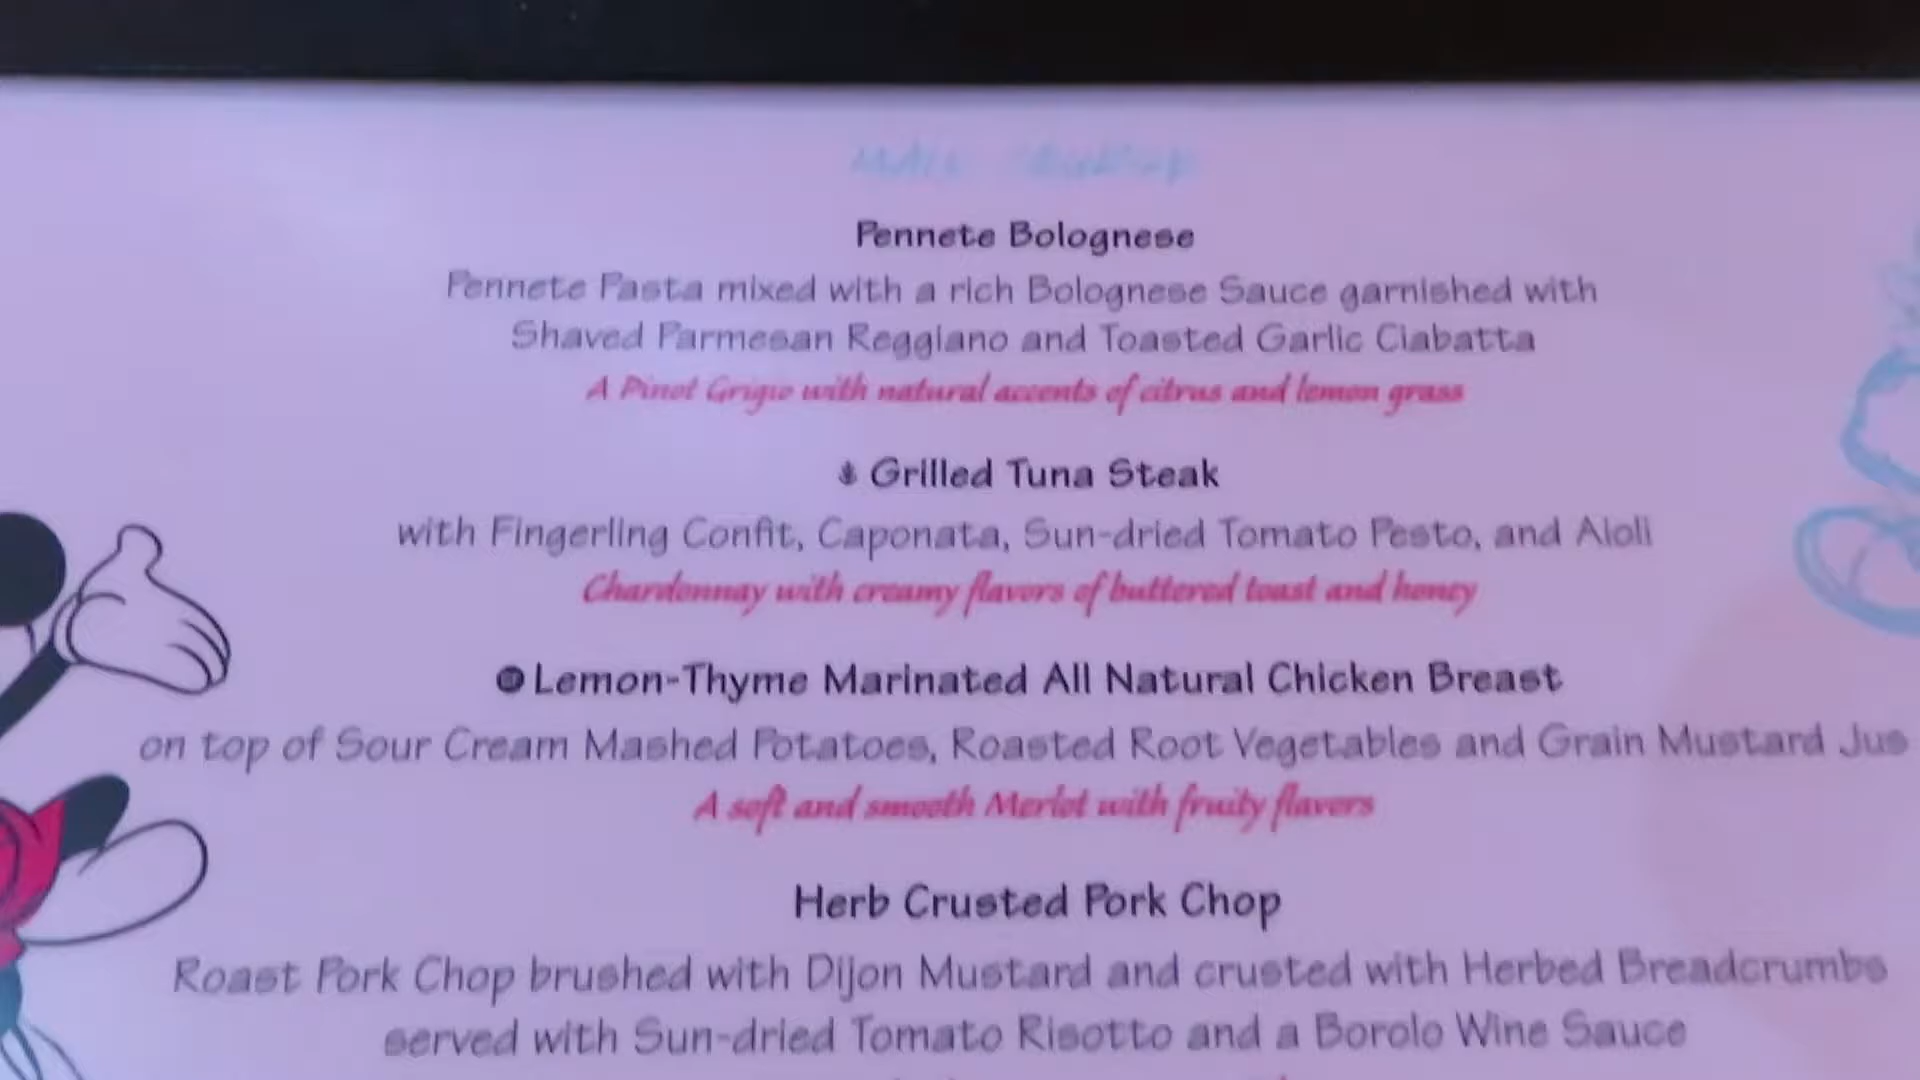 Pennete Bolognese
Pennete Pasta mixed with a rich Bolognese Sauce garnished with
Shaved Parmesan Reggiano and Toasted Garlic Ciabatta
A Pinot Grigio with natural accents of citrus and lemon grass
Grilled Tuna Steak
with Fingerling Confit, Caponata, Sun-dried Tomato Pesto, and Aioli
Chardonnay with creamy flavors of buttered toast and honey
Lemon-Thyme Marinated All Natural Chicken Breast
on top of Sour Cream Mashed Potatoes, Roasted Root Vegetables and Grain Mustard Jus
A soft and smooth Merlot with fruity flavors
Herb Crusted Pork Chop
Roast Pork Chop brushed with Dijon Mustard and crusted with Herbed Breadcrumbs
served with Sun-dried Tomato Risotto and a Borolo Wine Sauce